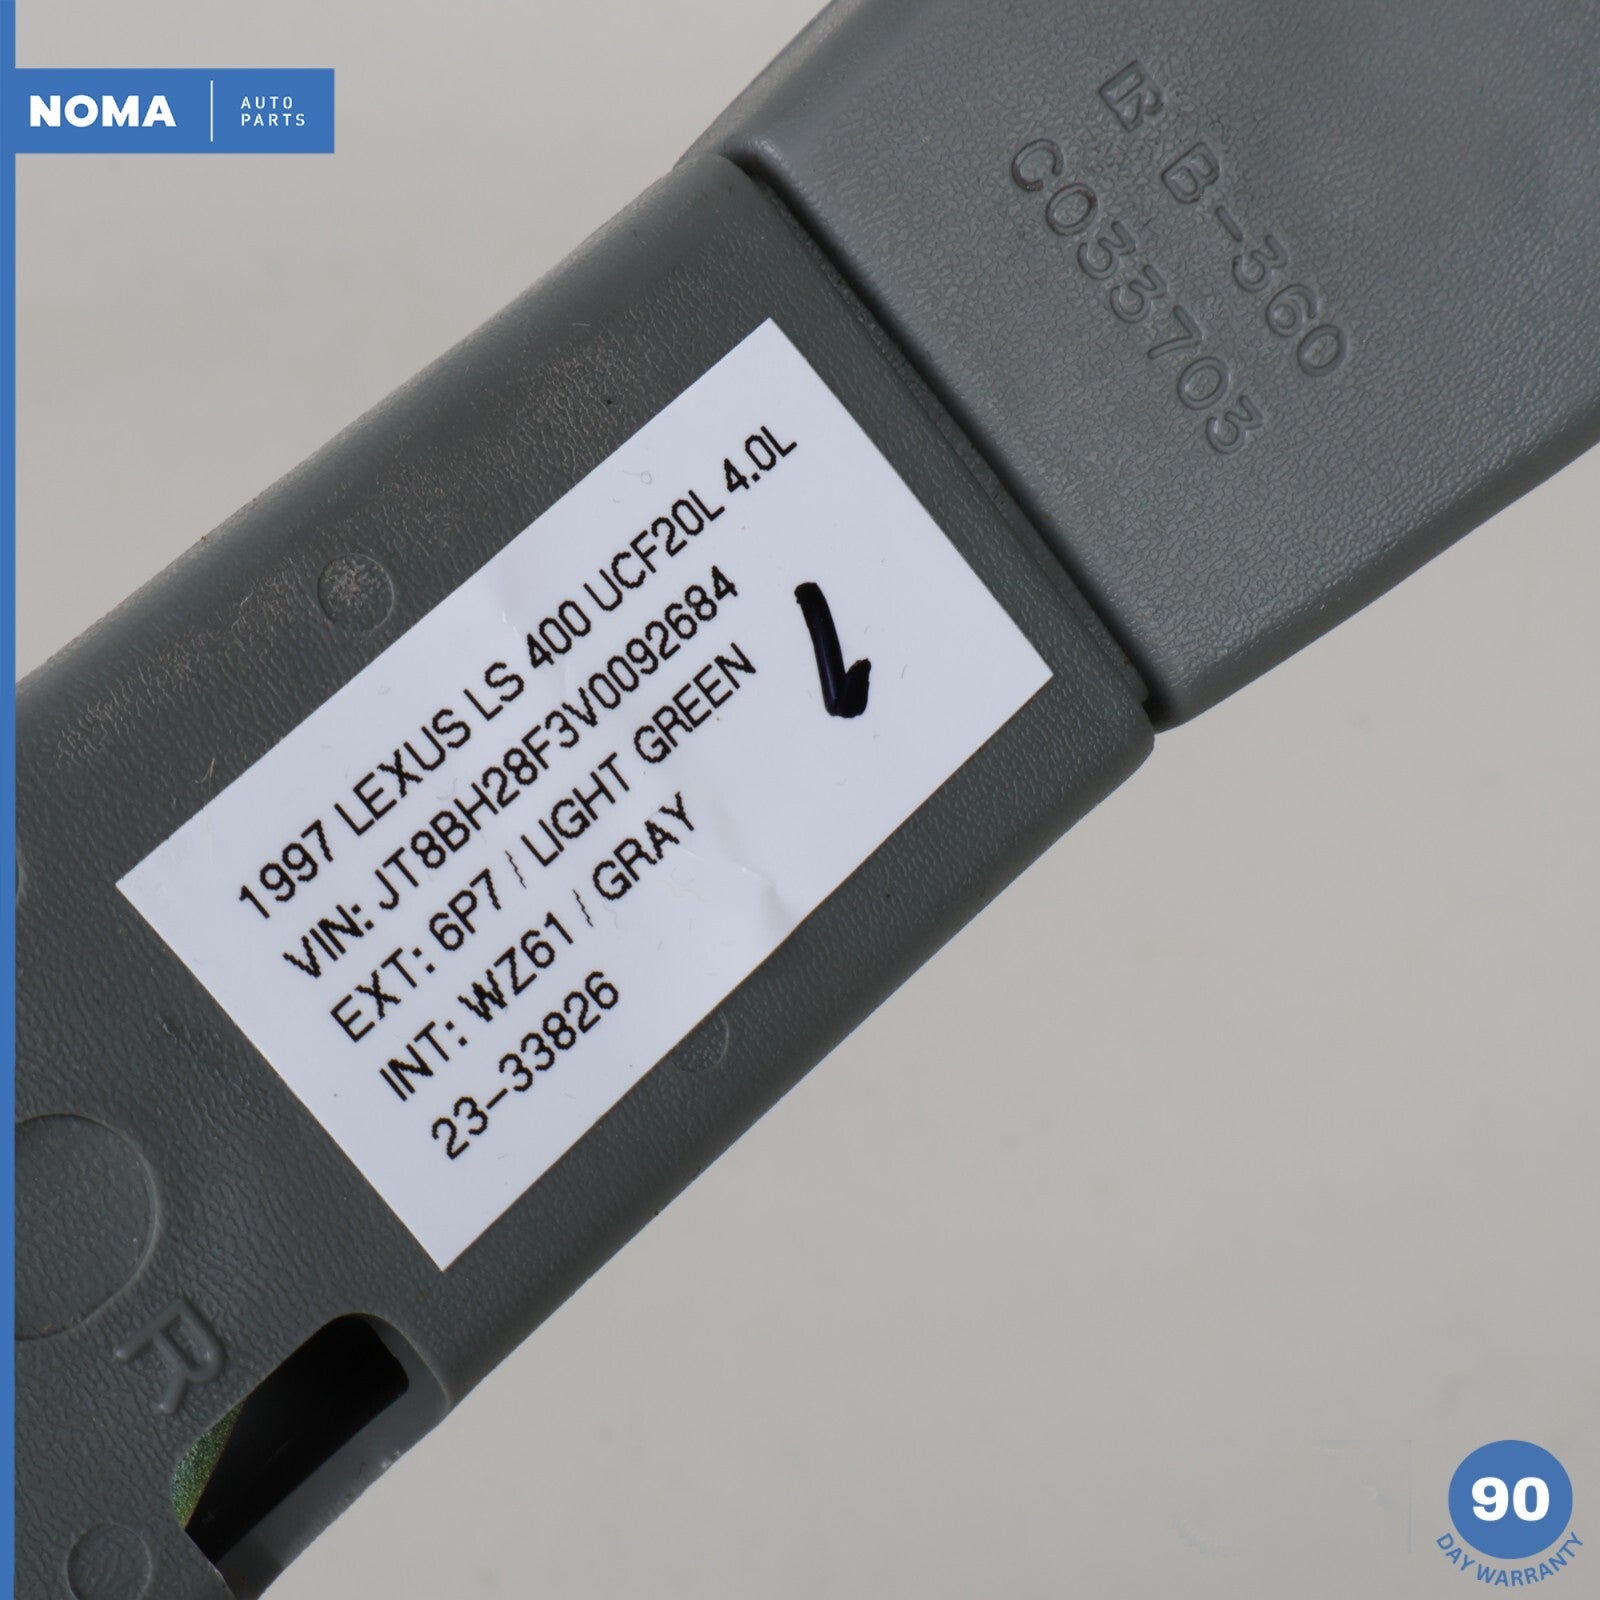 NOMA
AUTO
PARTS
RB-360
C033703
1997 LEXUS LS 400 UCF20L 4.0L
VIN: JT8BH28F3V0092684
EXT: 6P7 / LIGHT GREEN
INT: WZ61 / GRAY
23-33826
R
90
DAY WARRANTY